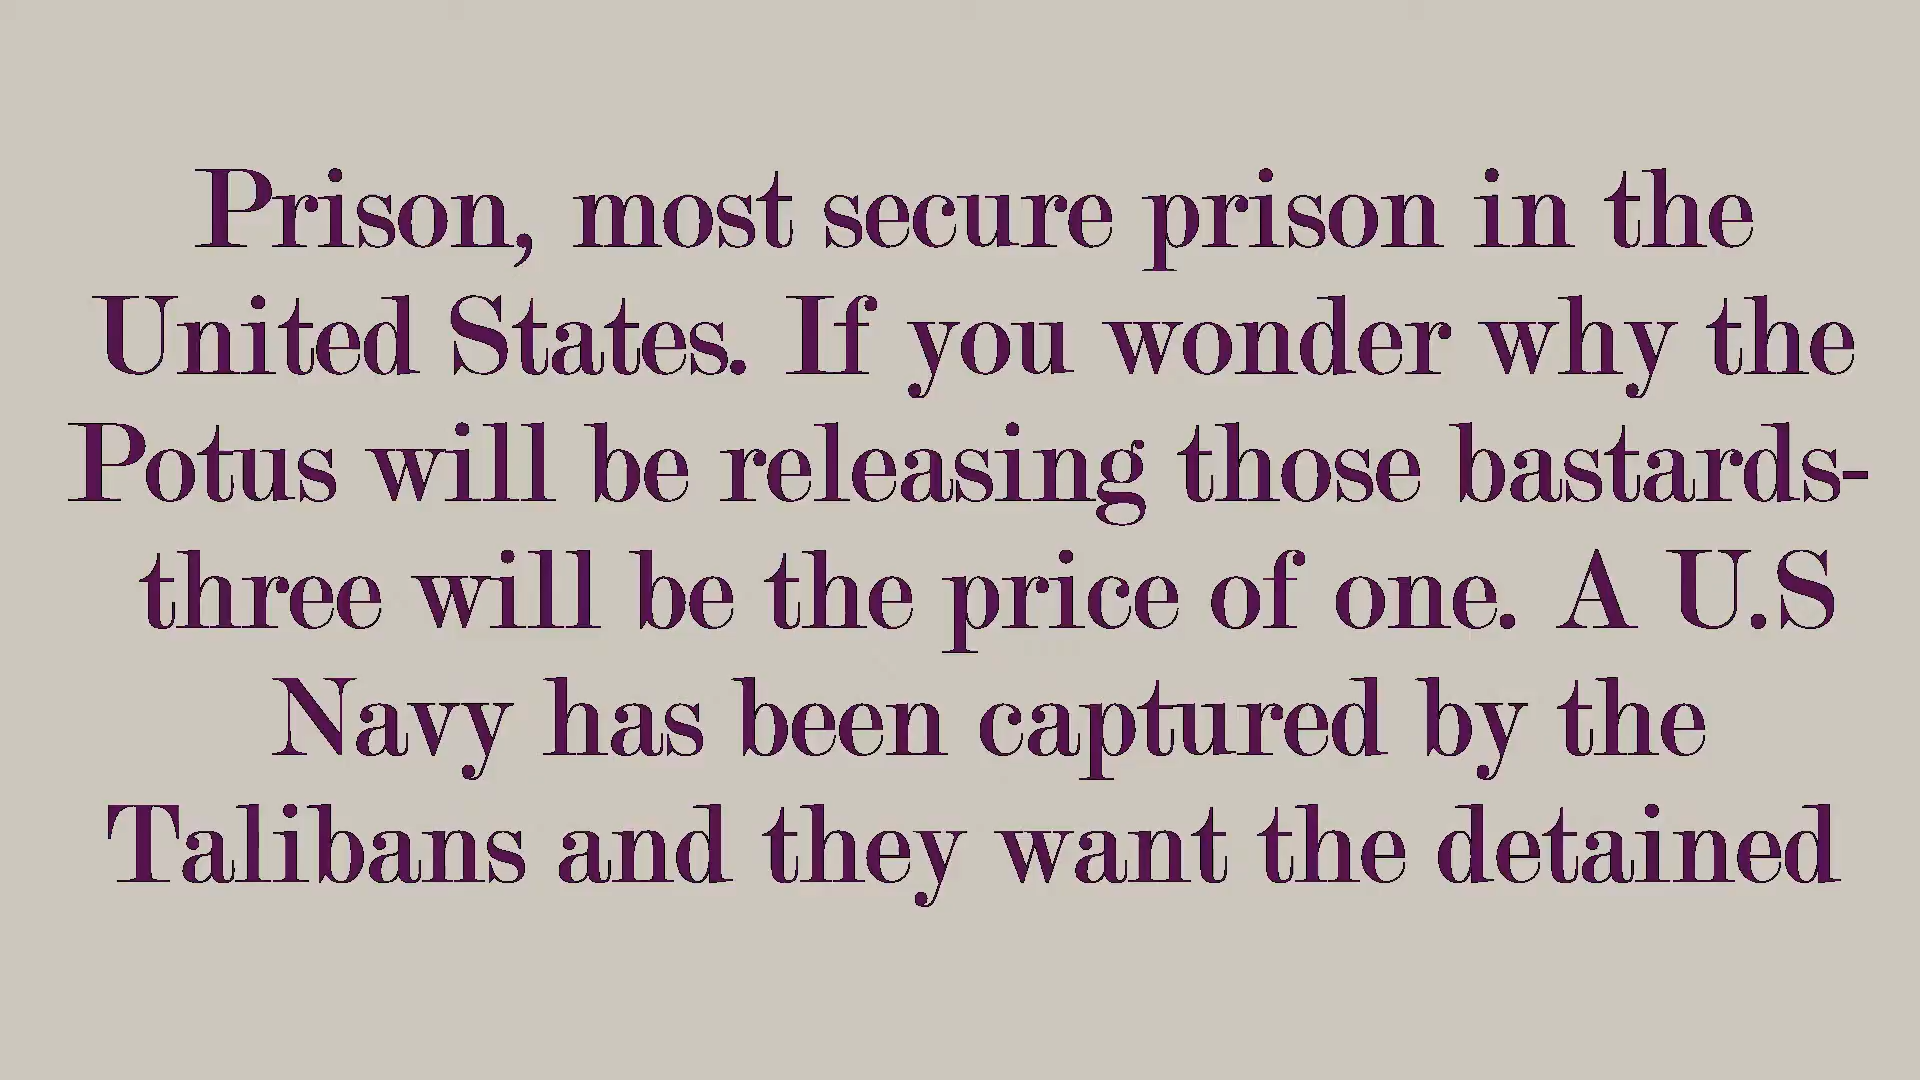 Prison, most secure prison in the
United States. If you wonder why the
Potus will be releasing those bastards-
three will be the price of one. A U.S
Navy has been captured by the
Talibans and they want the detained